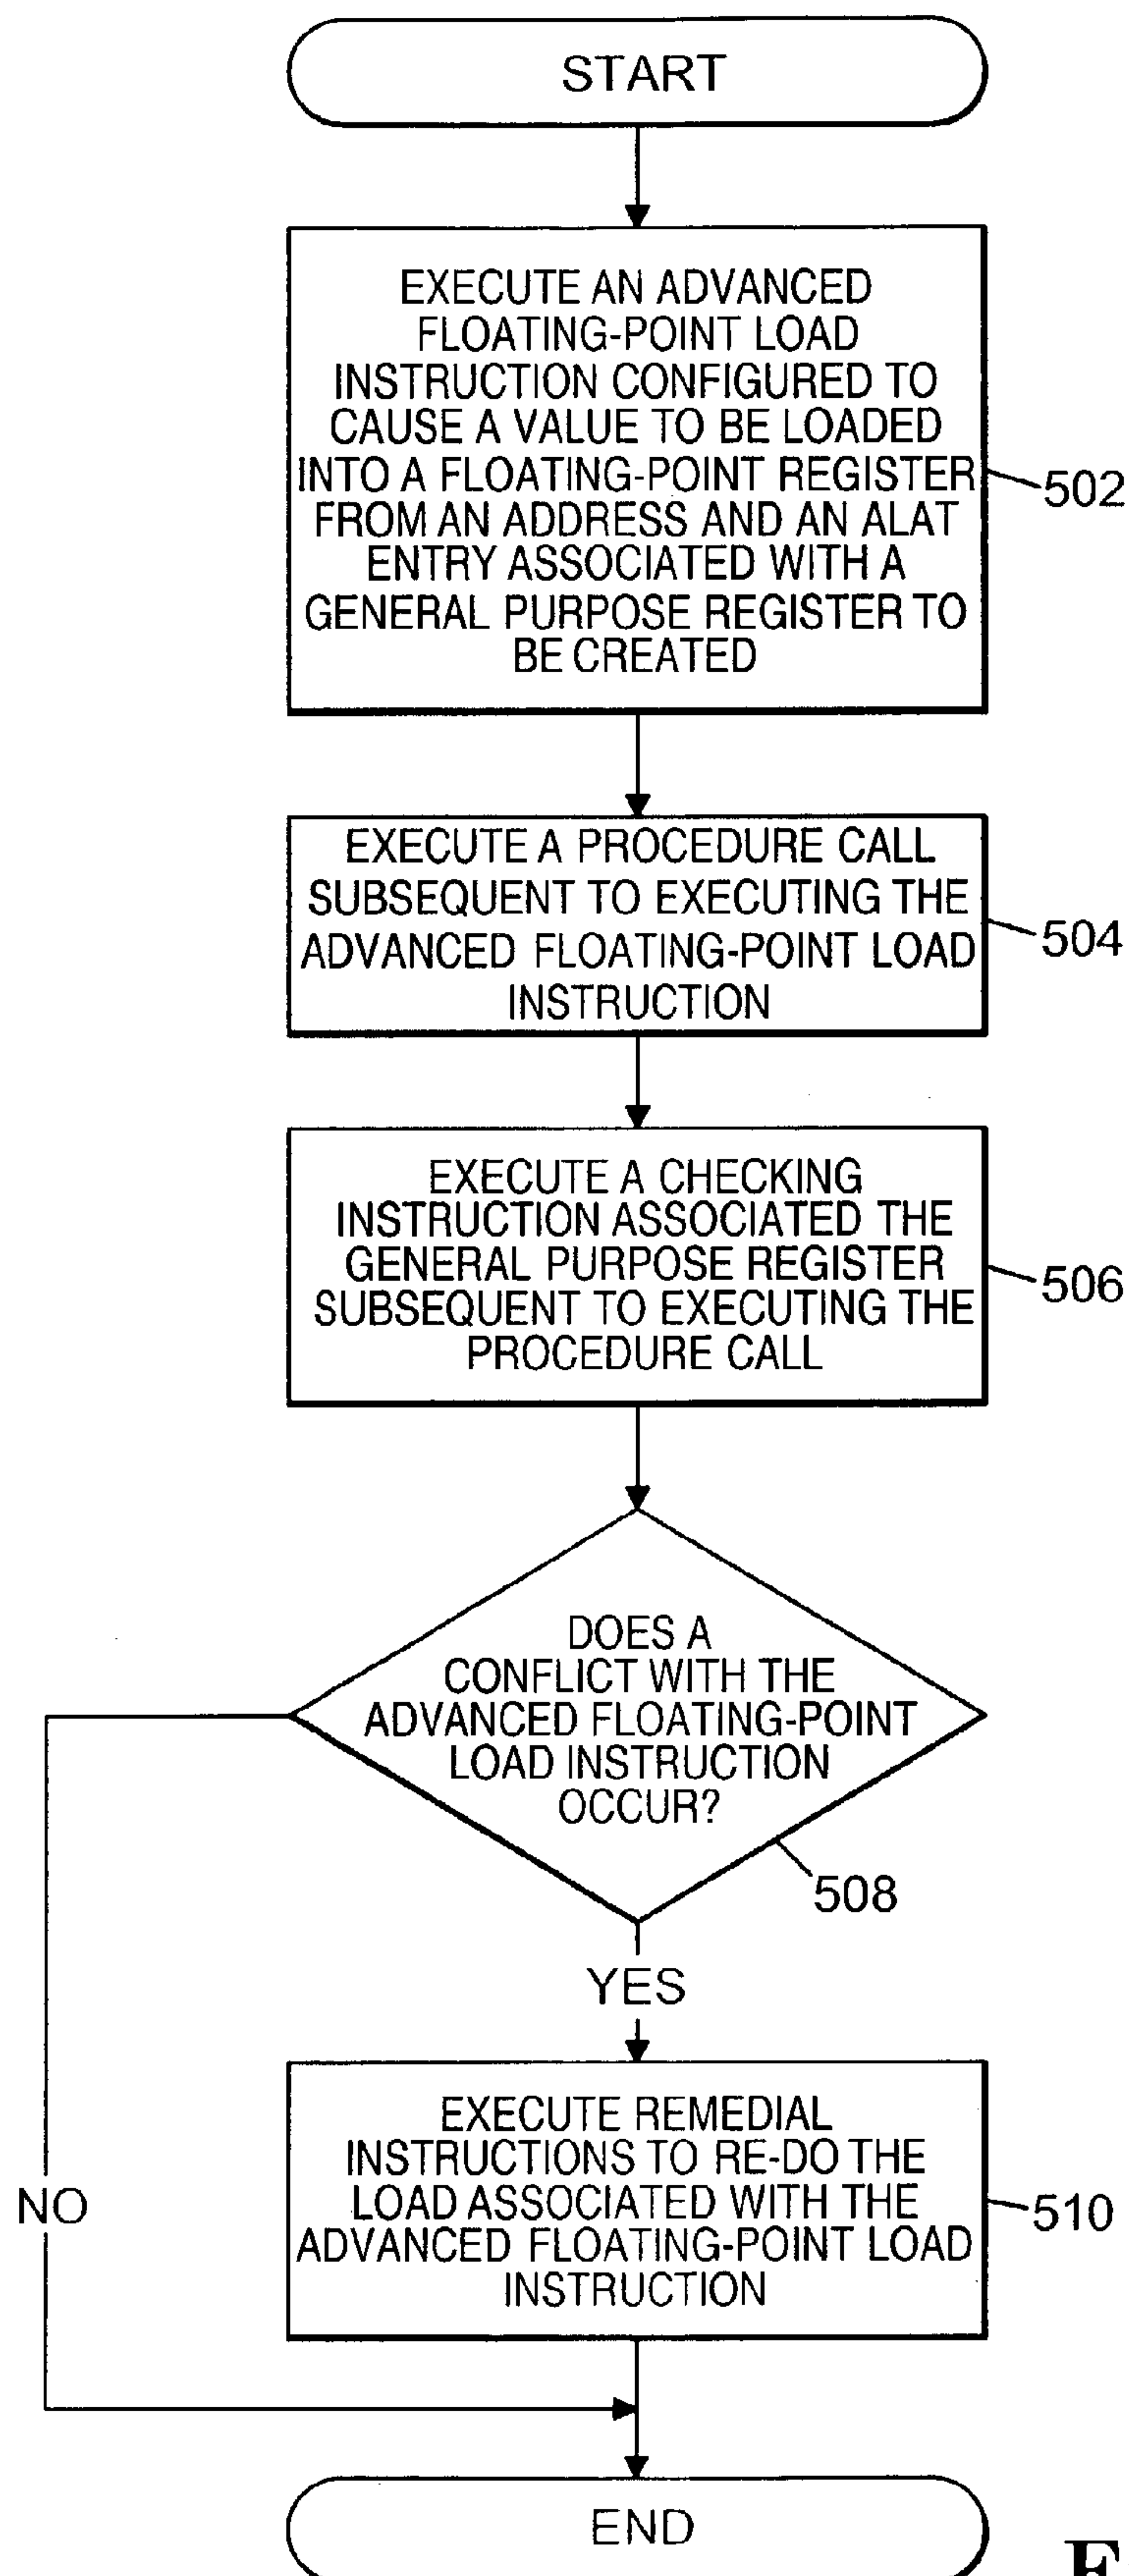 START
EXECUTE AN ADVANCED
FLOATING-POINT LOAD
INSTRUCTION CONFIGURED TO
CAUSE A VALUE TO BE LOADED
INTO A FLOATING-POINT REGISTER
FROM AN ADDRESS AND AN ALAT
ENTRY ASSOCIATED WITH A
GENERAL PURPOSE REGISTER TO
BE CREATED
502
EXECUTE A PROCEDURE CALL
SUBSEQUENT TO EXECUTING THE
ADVANCED FLOATING-POINT LOAD
INSTRUCTION
504
EXECUTE A CHECKING
INSTRUCTION ASSOCIATED THE
GENERAL PURPOSE REGISTER
SUBSEQUENT TO EXECUTING THE
PROCEDURE CALL
506
DOES A
CONFLICT WITH THE
ADVANCED FLOATING-POINT
LOAD INSTRUCTION
OCCUR?
508
YES
EXECUTE REMEDIAL
INSTRUCTIONS TO RE-DO THE
LOAD ASSOCIATED WITH THE
ADVANCED FLOATING-POINT LOAD
INSTRUCTION
510
NO
END